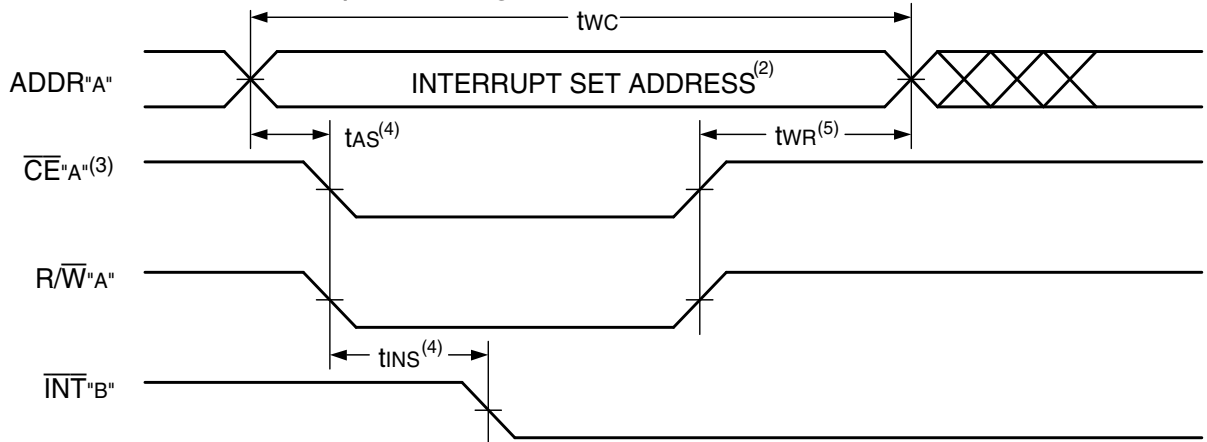 tWC
ADDR"A"
INTERRUPT SET ADDRESS(2)
tAS(4)
tWR(5)
CE"A"(3)
R/W"A"
tINS(4)
INT"B"